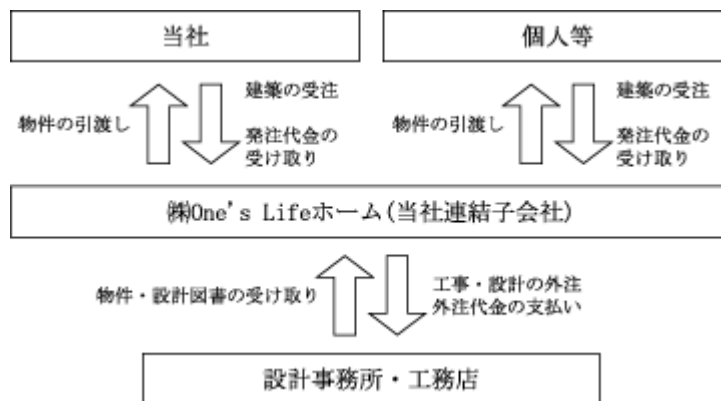 当社
個人等
物件の引渡し
建築の受注
発注代金の
受け取り
物件の引渡し
建築の受注
発注代金の
受け取り
㈱One's Lifeホーム(当社連結子会社)
物件・設計図書の受け取り
工事・設計の外注
外注代金の支払い
設計事務所・工務店